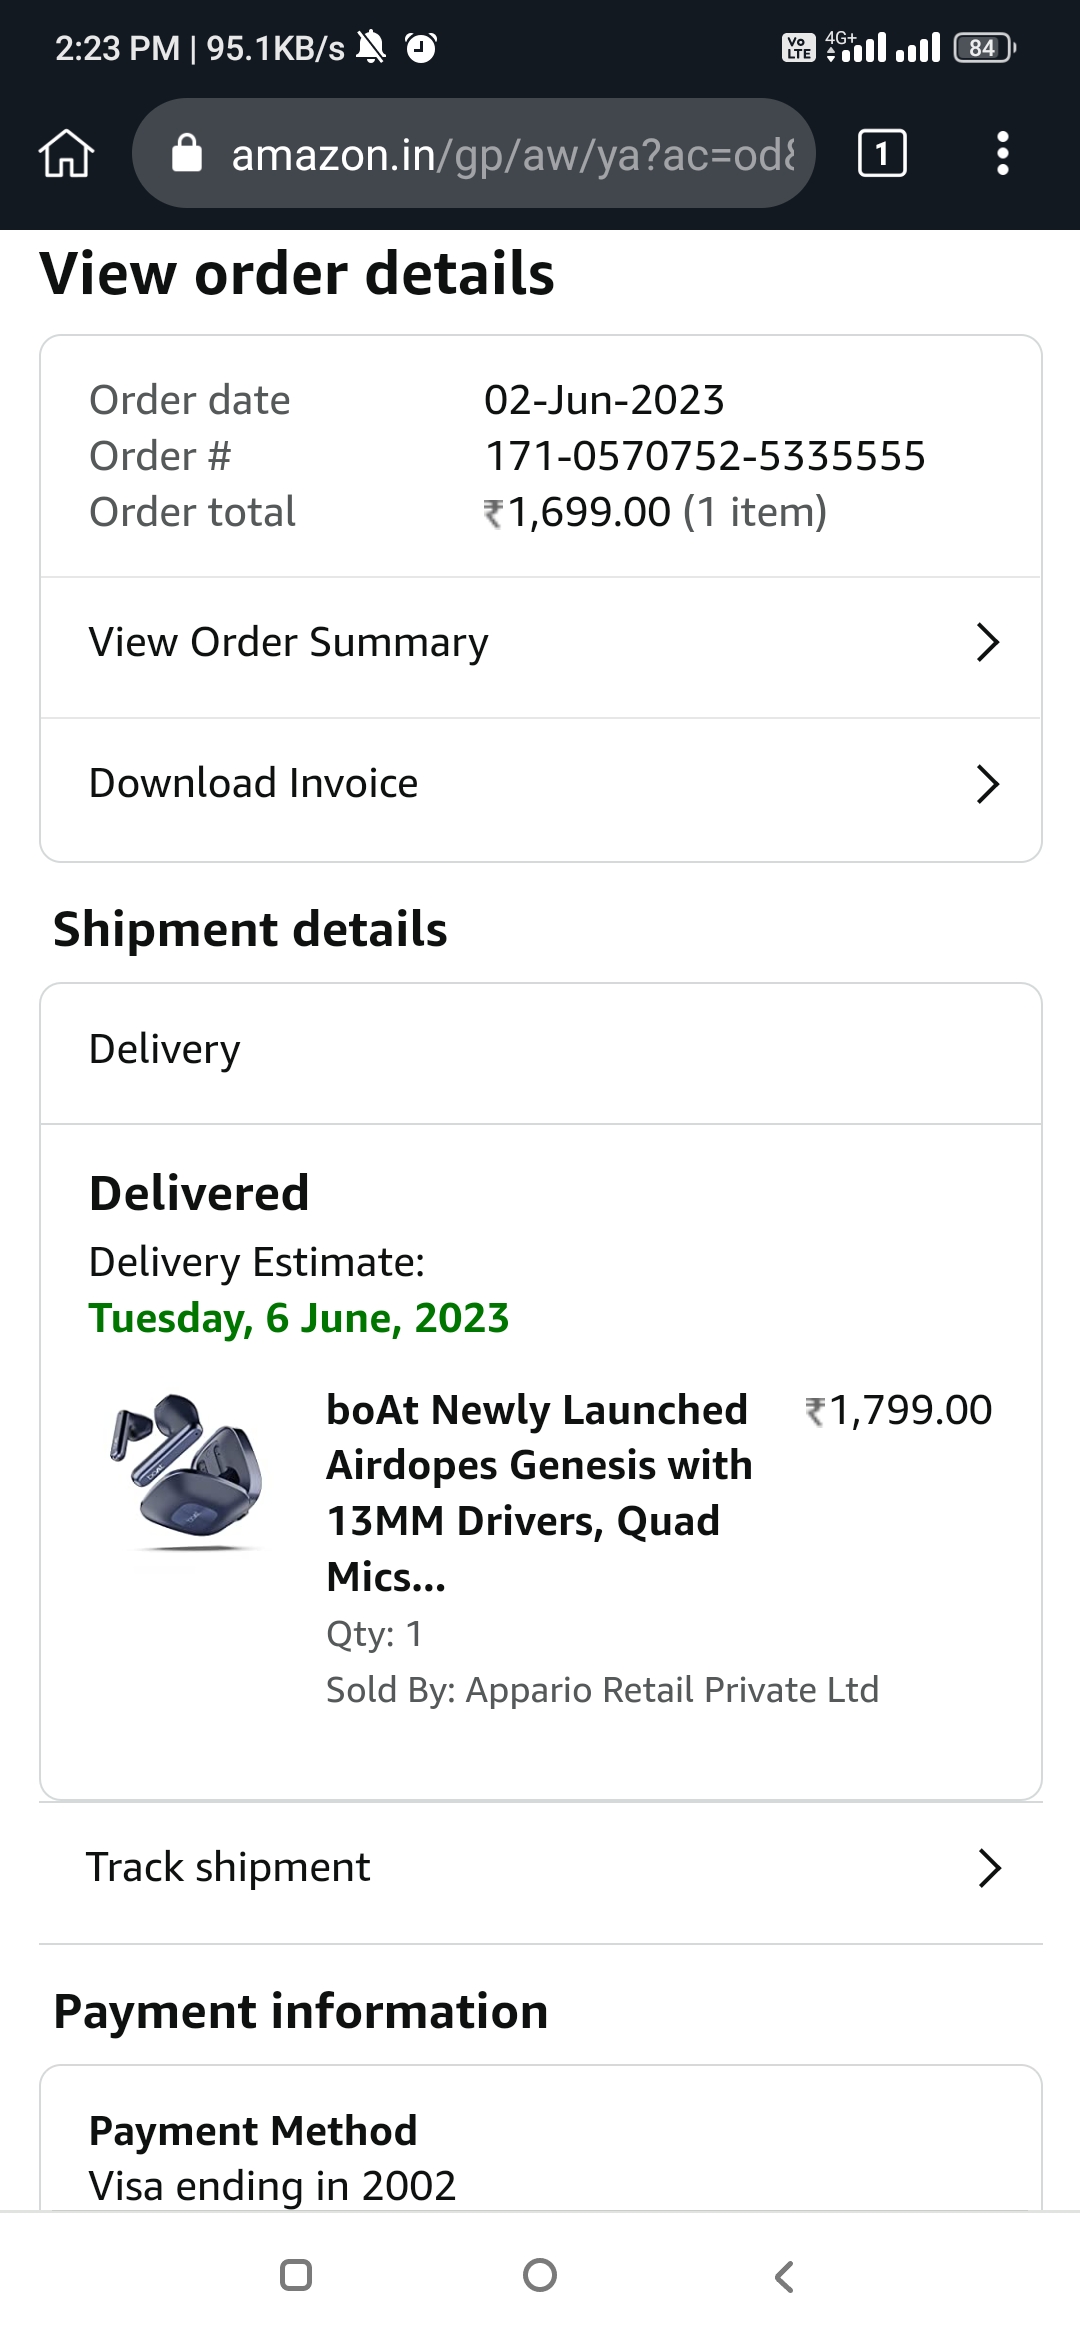 2:23 PM | 95.1KB/s
Vo LTE 4G+ 84
amazon.in/gp/aw/ya?ac=od&
1
View order details
Order date 02-Jun-2023
Order # 171-0570752-5335555
Order total ₹1,699.00 (1 item)
View Order Summary
Download Invoice
Shipment details
Delivery
Delivered
Delivery Estimate:
Tuesday, 6 June, 2023
boAt Newly Launched ₹1,799.00
Airdopes Genesis with
13MM Drivers, Quad
Mics...
Qty: 1
Sold By: Appario Retail Private Ltd
Track shipment
Payment information
Payment Method
Visa ending in 2002